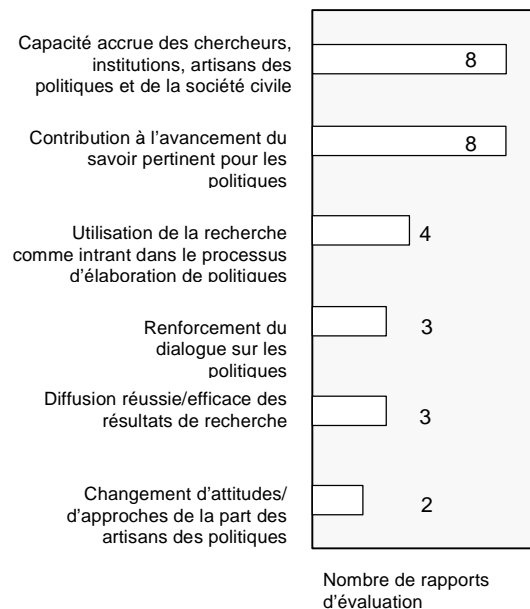 Capacité accrue des chercheurs,
institutions, artisans des
politiques et de la société civile
8
Contribution à l'avancement du
savoir pertinent pour les
politiques
8
Utilisation de la recherche
comme intrant dans le processus
d'élaboration de politiques
4
Renforcement du
dialogue sur les
politiques
3
Diffusion réussie/efficace des
résultats de recherche
3
Changement d'attitudes/
d'approches de la part des
artisans des politiques
2
Nombre de rapports
d'évaluation